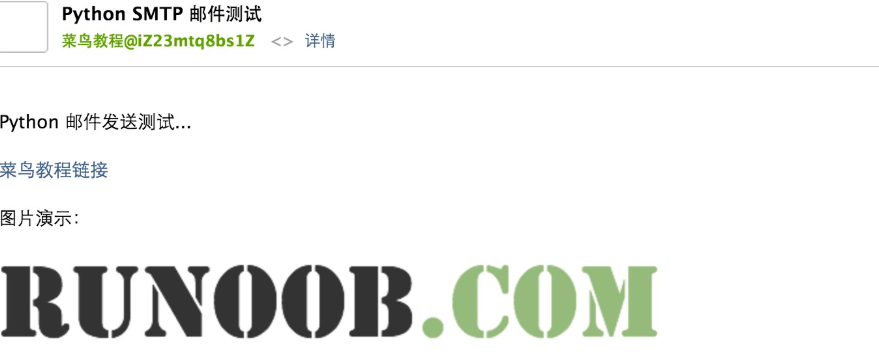 Python SMTP 邮件测试
菜鸟教程@iZ23mtq8bs1Z <> 详情
Python 邮件发送测试...
菜鸟教程链接
图片演示：
RUNOOB.COM